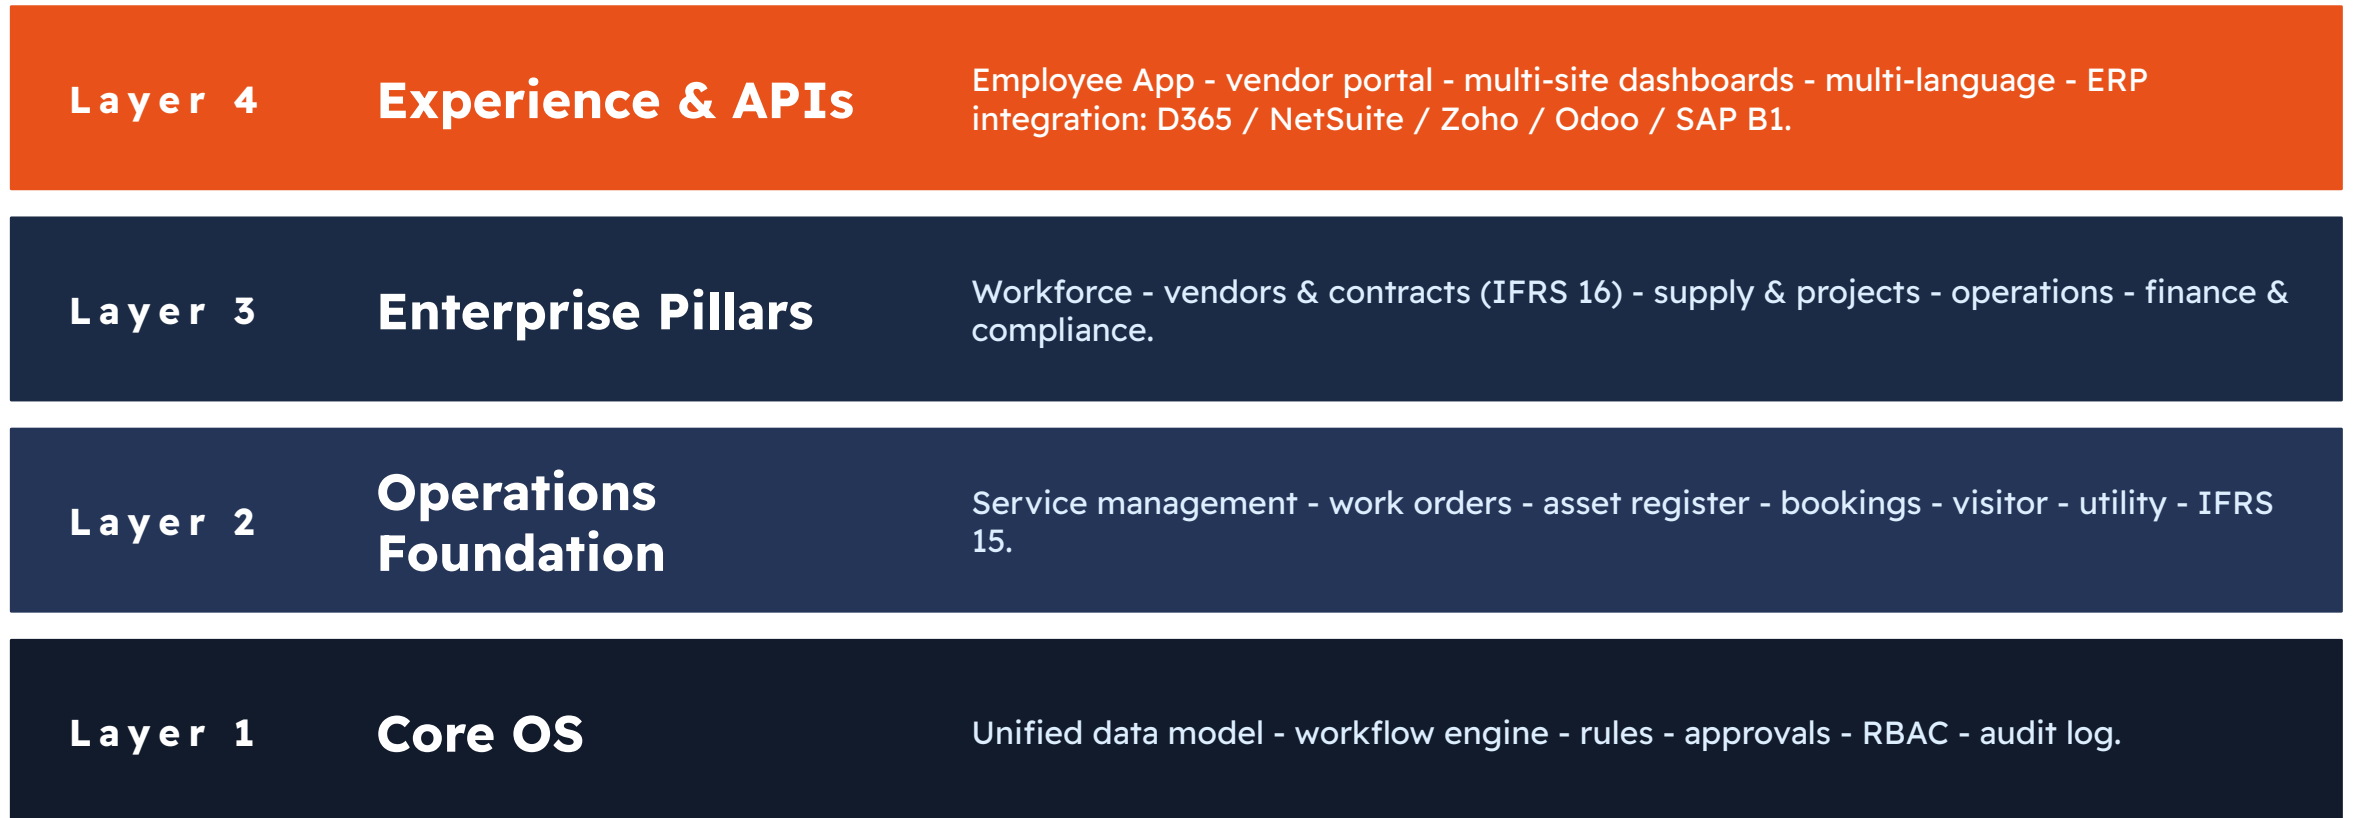 Layer 4
Experience & APIs
Employee App - vendor portal - multi-site dashboards - multi-language - ERP
integration: D365 / NetSuite / Zoho / Odoo / SAP B1.
Layer 3
Enterprise Pillars
Workforce - vendors & contracts (IFRS 16) - supply & projects - operations - finance &
compliance.
Layer 2
Operations
Foundation
Service management - work orders - asset register - bookings - visitor - utility - IFRS
15.
Layer 1
Core OS
Unified data model - workflow engine - rules - approvals - RBAC - audit log.